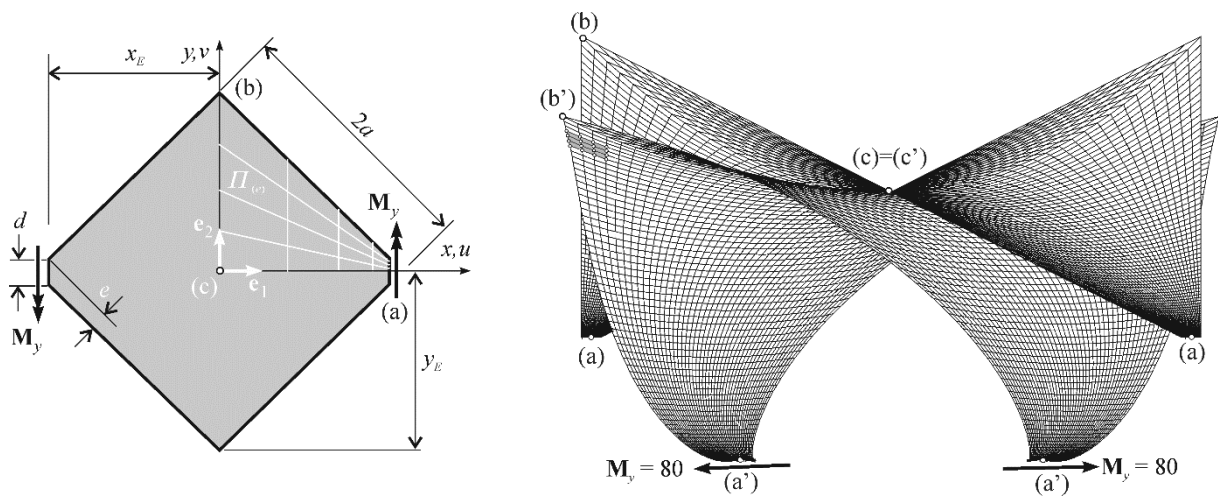 x_E
y,v
(b)
2a
Π_(e)
M_y
d
e_2
x,u
(c)
e_1
e
(a)
M_y
y_E
(b)
(b’)
(c)=(c’)
(a)
(a)
M_y = 80
(a’)
(a’)
M_y = 80